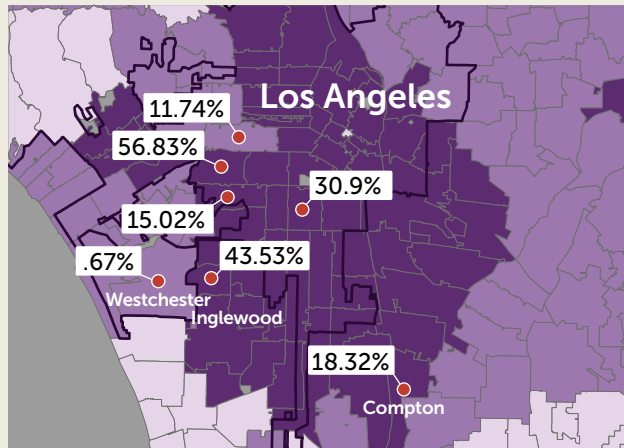 Los Angeles
11.74%
56.83%
30.9%
15.02%
43.53%
.67%
Westchester
Inglewood
18.32%
Compton